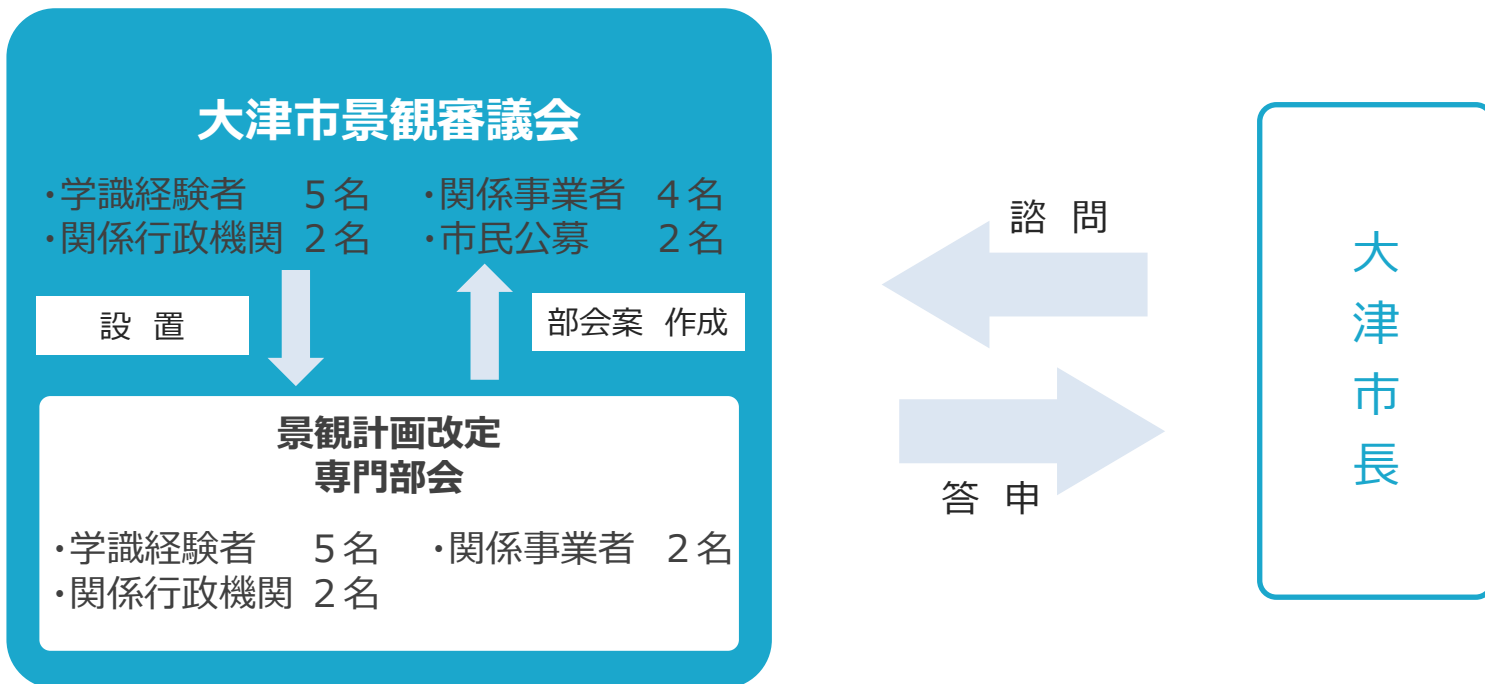 大津市景観審議会
・学識経験者　５名　・関係事業者　４名
・関係行政機関　２名　・市民公募　２名
設 置
部会案 作成
景観計画改定
専門部会
・学識経験者　５名　・関係事業者　２名
・関係行政機関　２名
諮 問
答 申
大津市長